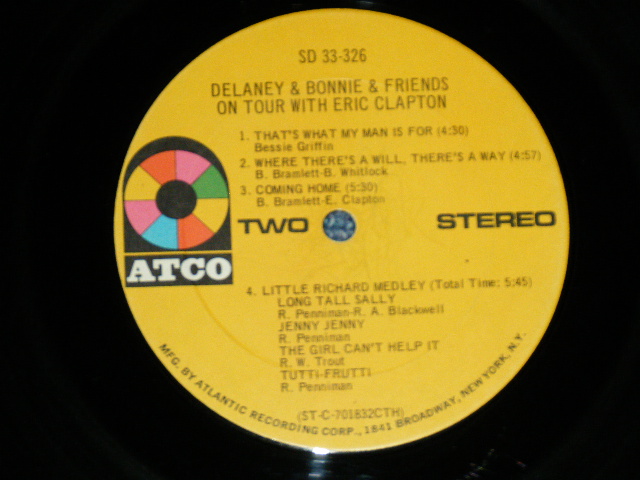 SD 33-326
DELANEY & BONNIE & FRIENDS
ON TOUR WITH ERIC CLAPTON
1. THAT'S WHAT MY MAN IS FOR (4:30)
Bessie Griffin
2. WHERE THERE'S A WILL, THERE'S A WAY (4:57)
B. Bramlett-B. Whitlock
3. COMING HOME (5:30)
B. Bramlett-E. Clapton
TWO STEREO
ATCO
4. LITTLE RICHARD MEDLEY (Total Time: 5:45)
LONG TALL SALLY
R. Penniman-R. A. Blackwell
JENNY JENNY
R. Penniman
THE GIRL CAN'T HELP IT
R. W. Trout
TUTTI-FRUTTI
R. Penniman
(ST-C-701832CTH)
MFG. BY ATLANTIC RECORDING CORP., 1841 BROADWAY, NEW YORK, N.Y.